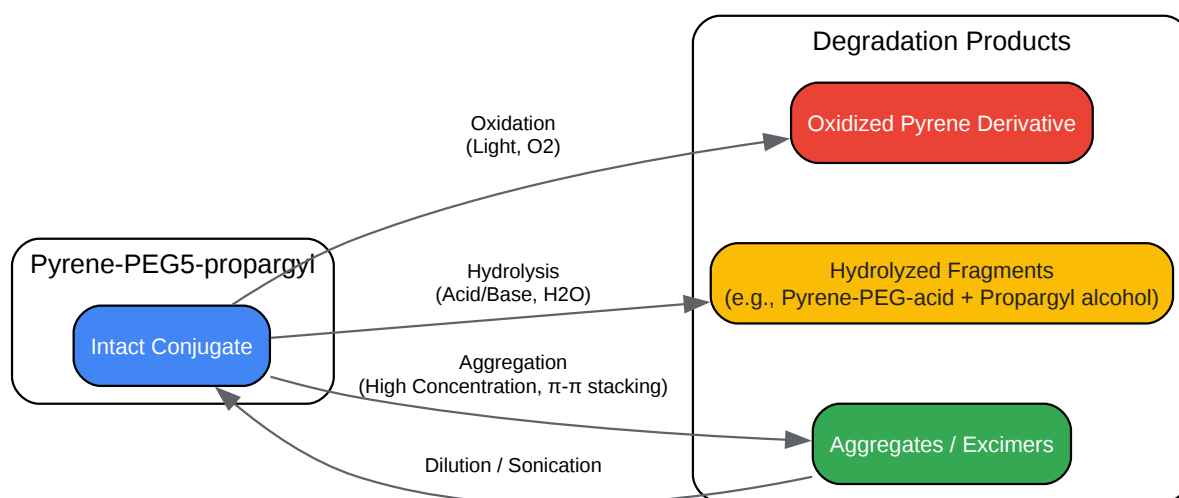 Degradation Products
Oxidized Pyrene Derivative
Oxidation
(Light, O2)
Pyrene-PEG5-propargyl
Intact Conjugate
Hydrolysis
(Acid/Base, H2O)
Hydrolyzed Fragments
(e.g., Pyrene-PEG-acid + Propargyl alcohol)
Aggregation
(High Concentration, π-π stacking)
Aggregates / Excimers
Dilution / Sonication